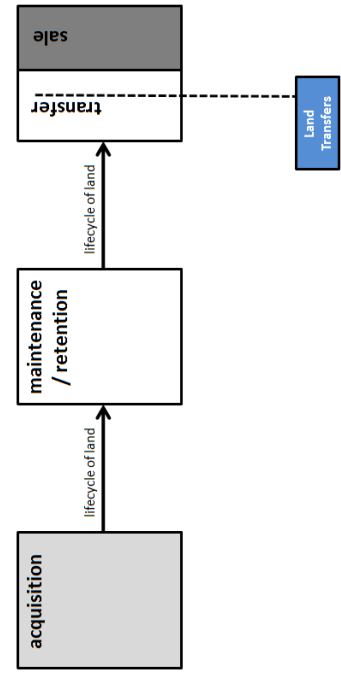 acquisition
lifecycle of land
maintenance
/ retention
lifecycle of land
transfer
sale
Land
Transfers